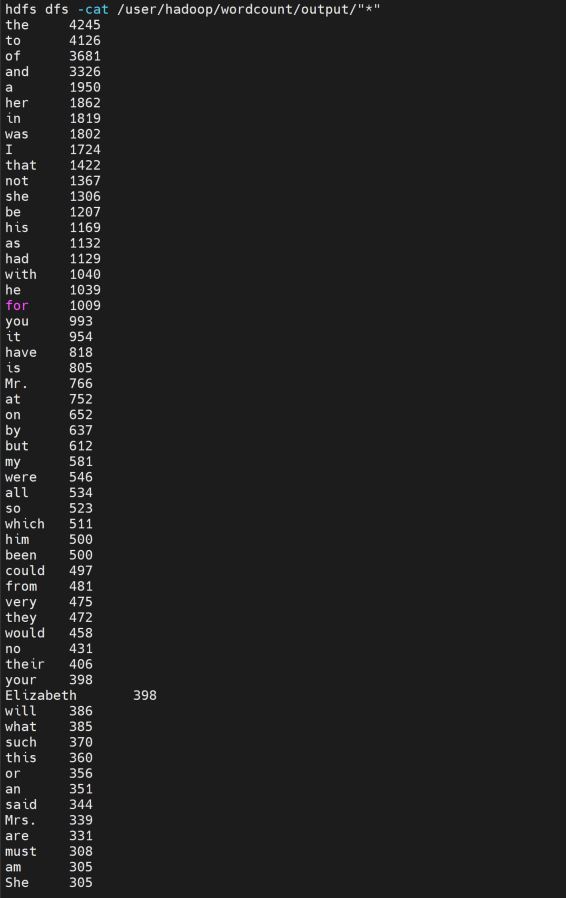 hdfs dfs -cat /user/hadoop/wordcount/output/"*"
the 4245
to 4126
of 3681
and 3326
a 1950
her 1862
in 1819
was 1802
I 1724
that 1422
not 1367
she 1306
be 1207
his 1169
as 1132
had 1129
with 1040
he 1039
for 1009
you 993
it 954
have 818
is 805
Mr. 766
at 752
on 652
by 637
but 612
my 581
were 546
all 534
so 523
which 511
him 500
been 500
could 497
from 481
very 475
they 472
would 458
no 431
their 406
your 398
Elizabeth 398
will 386
what 385
such 370
this 360
or 356
an 351
said 344
Mrs. 339
are 331
must 308
am 305
She 305